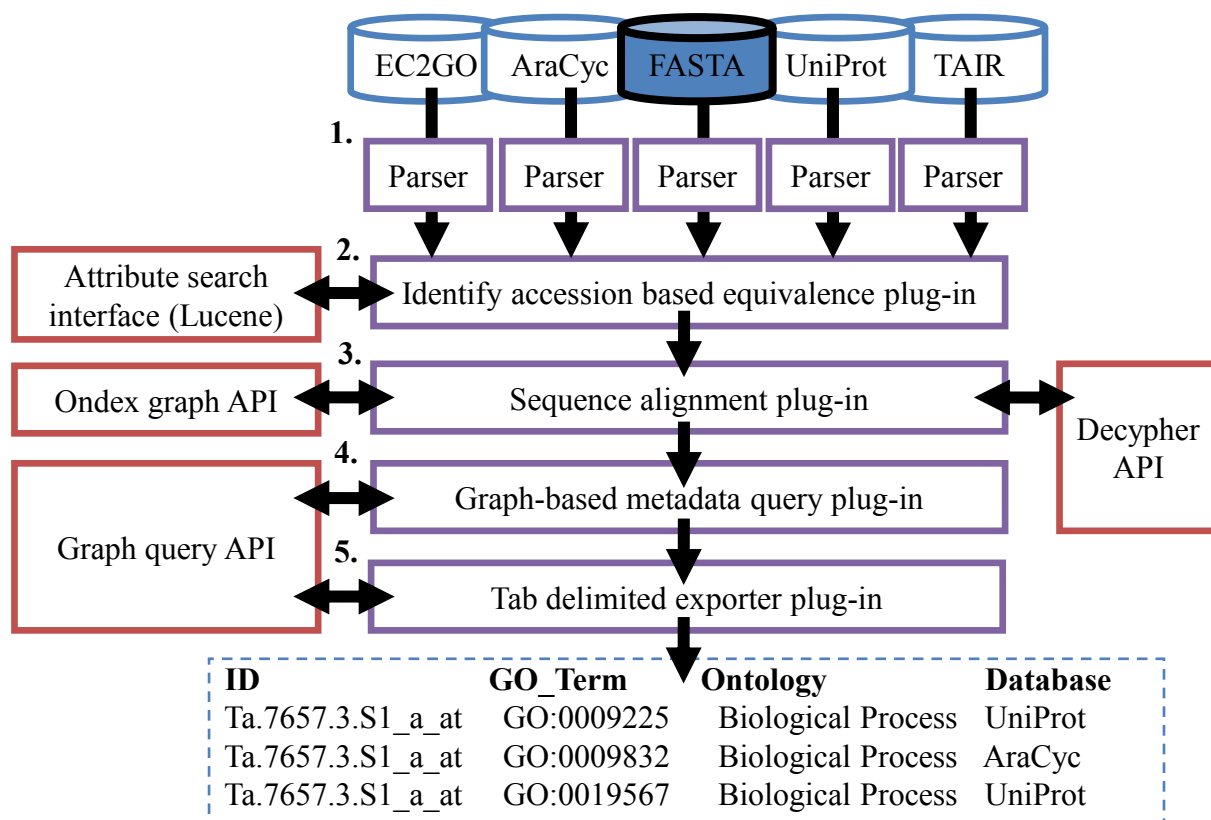 EC2GO AraCyc FASTA UniProt TAIR
1.
Parser Parser Parser Parser Parser
2.
Attribute search
interface (Lucene)
Identify accession based equivalence plug-in
3.
Ondex graph API
Sequence alignment plug-in
Decypher
API
4.
Graph-based metadata query plug-in
Graph query API
5.
Tab delimited exporter plug-in
ID GO_Term Ontology Database
Ta.7657.3.S1_a_at GO:0009225 Biological Process UniProt
Ta.7657.3.S1_a_at GO:0009832 Biological Process AraCyc
Ta.7657.3.S1_a_at GO:0019567 Biological Process UniProt